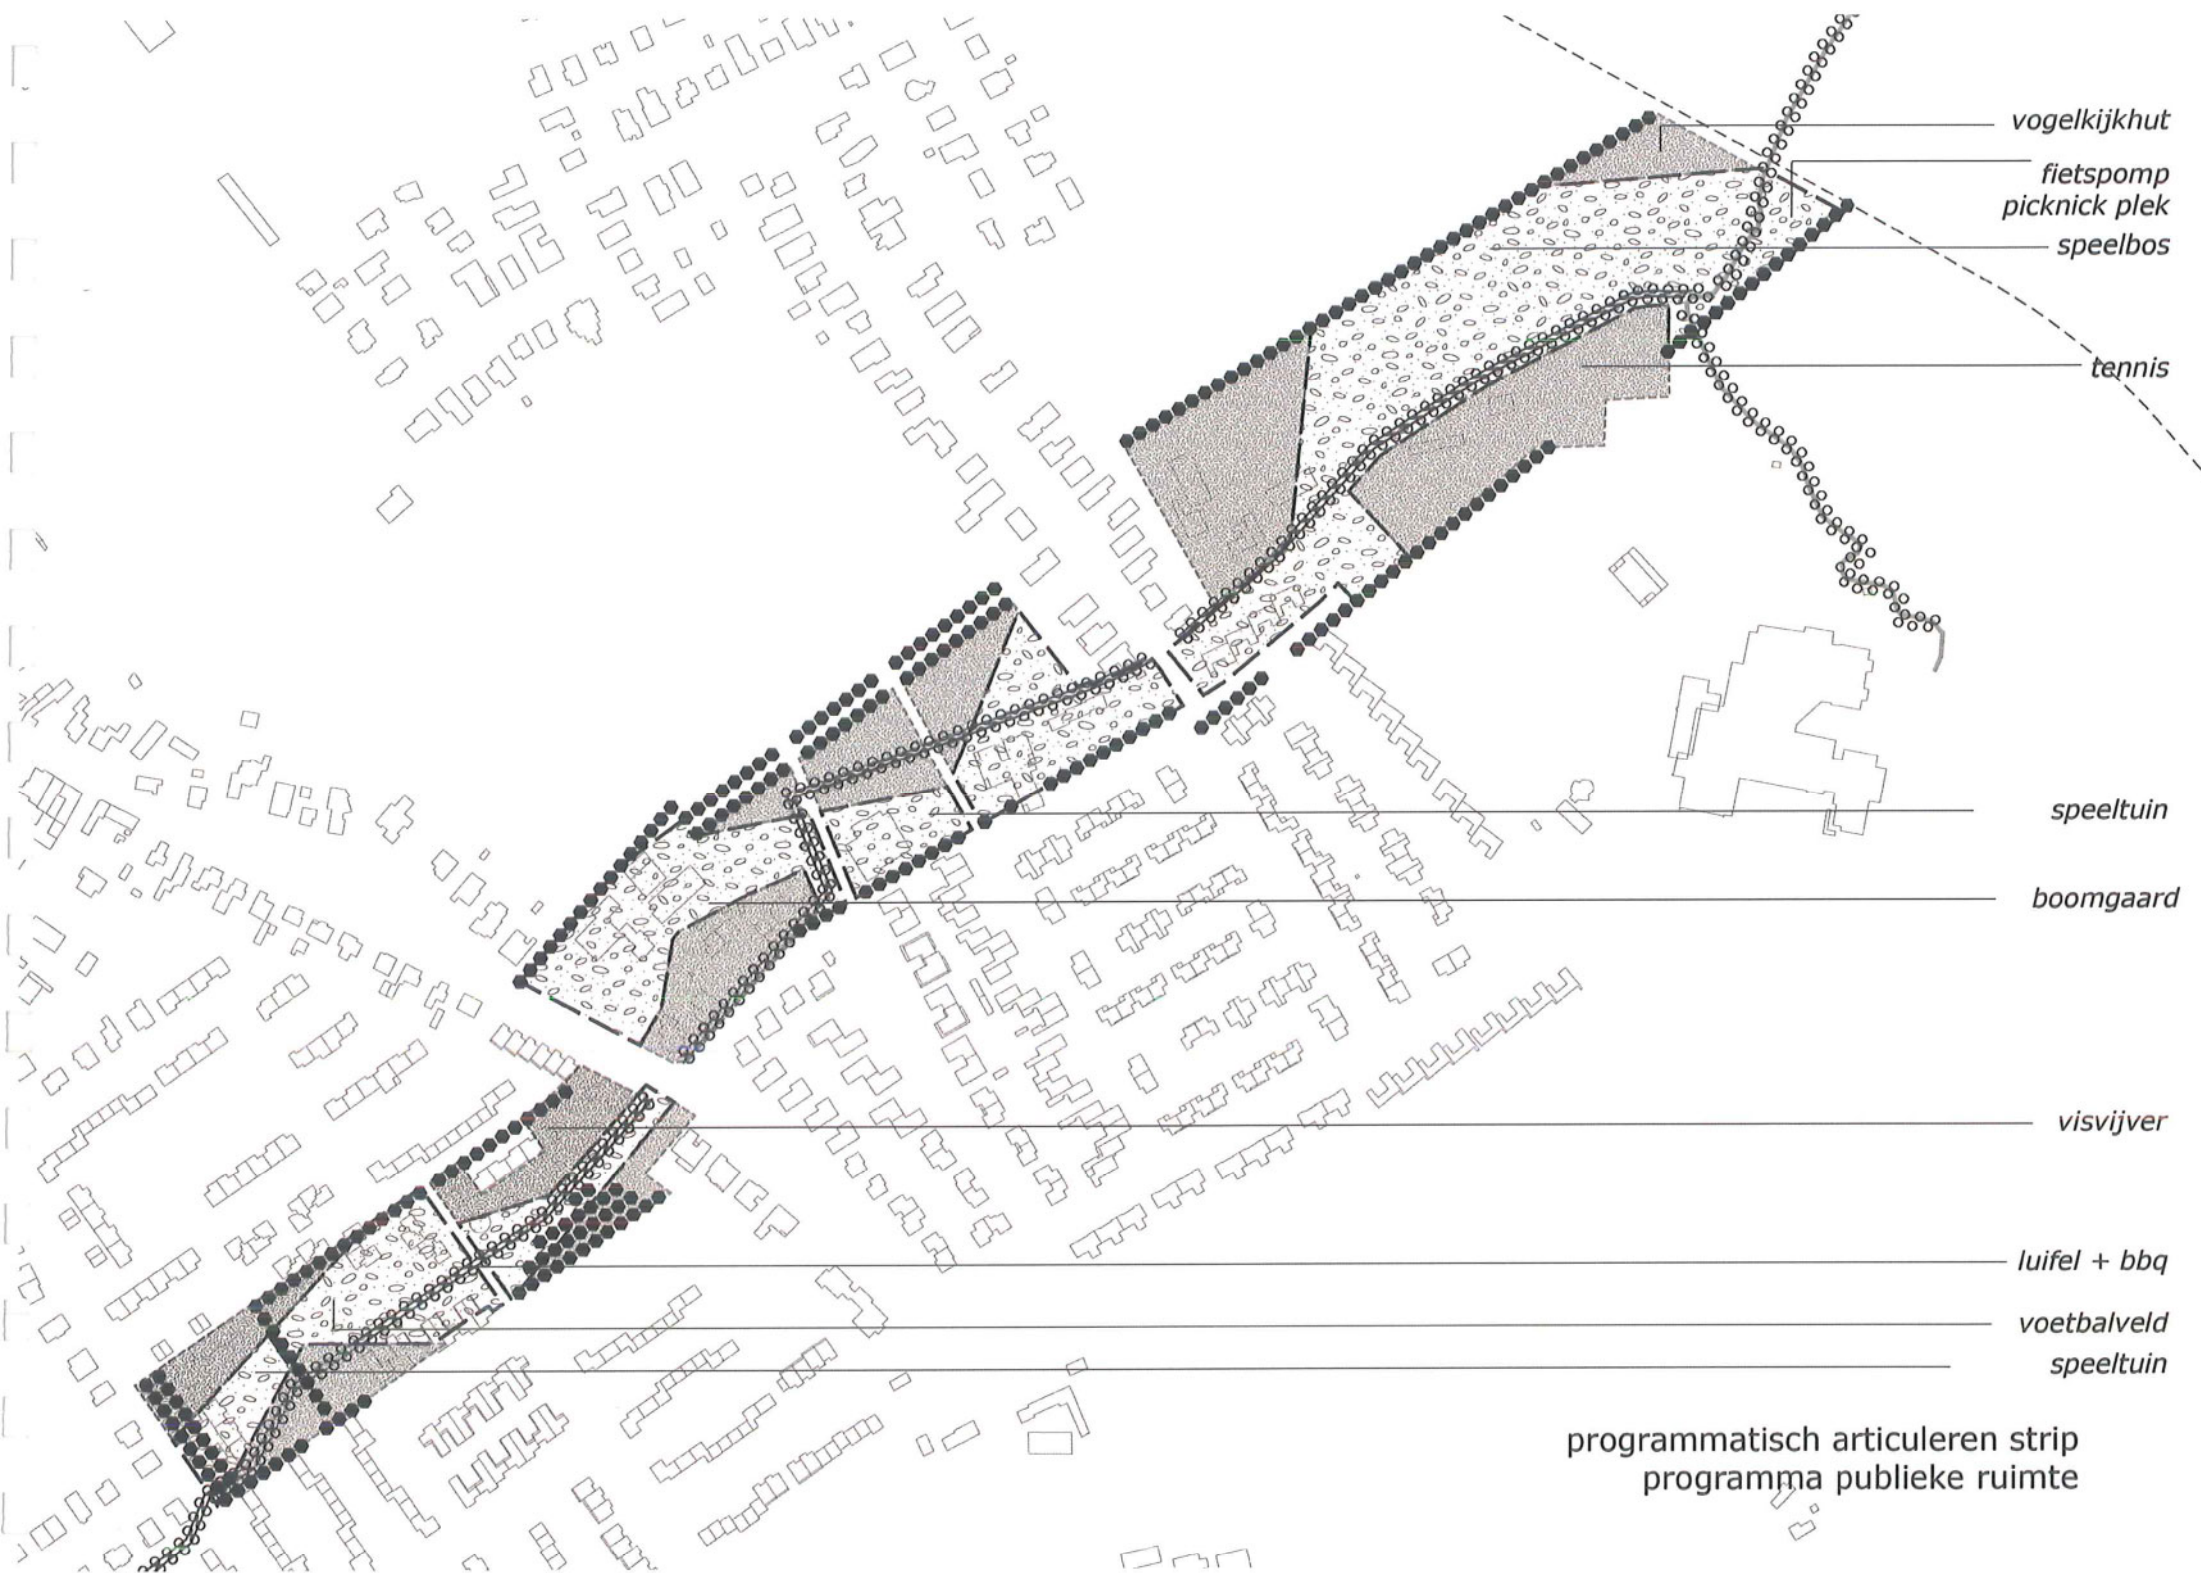 vogelkijkhut
fietspomp
picknick plek
speelbos
tennis
speeltuin
boomgaard
visvijver
luifel + bbq
voetbalveld
speeltuin
programmatisch articuleren strip
programma publieke ruimte